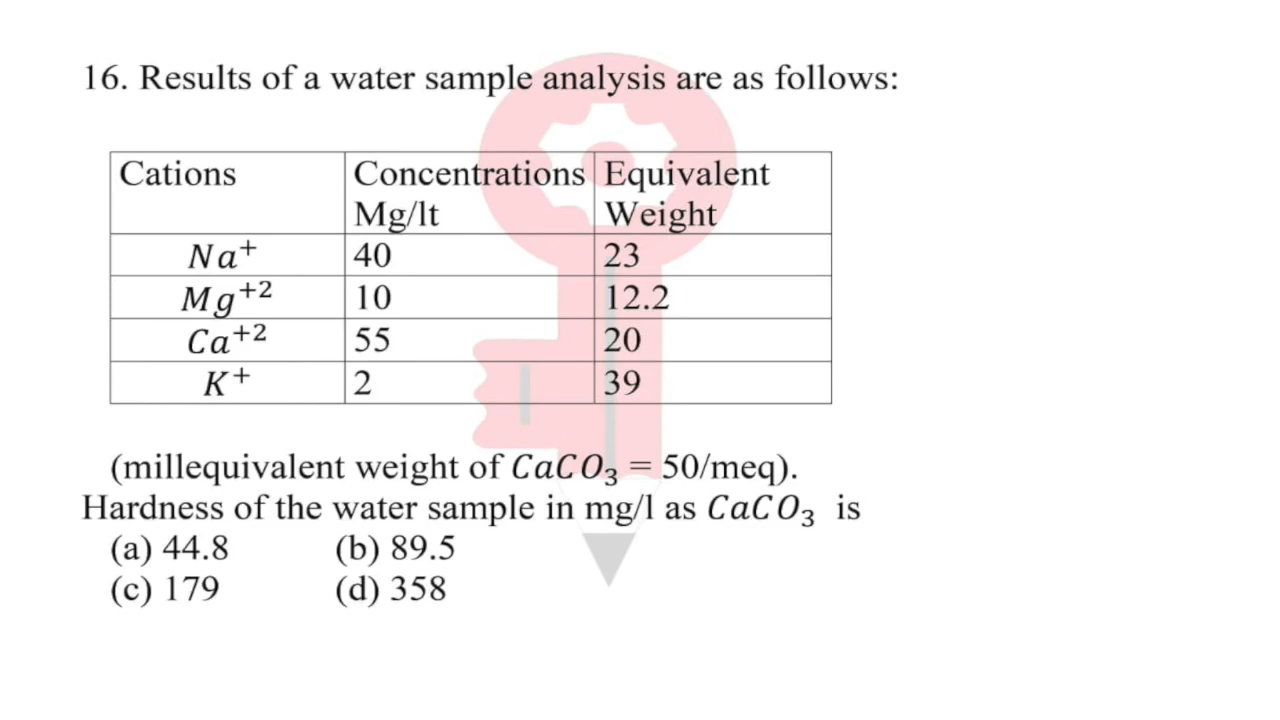 16. Results of a water sample analysis are as follows:
Cations Concentrations Mg/lt Equivalent Weight
Na+ 40 23
Mg+2 10 12.2
Ca+2 55 20
K+ 2 39
(millequivalent weight of CaCO3 = 50/meq).
Hardness of the water sample in mg/l as CaCO3 is
(a) 44.8 (b) 89.5
(c) 179 (d) 358